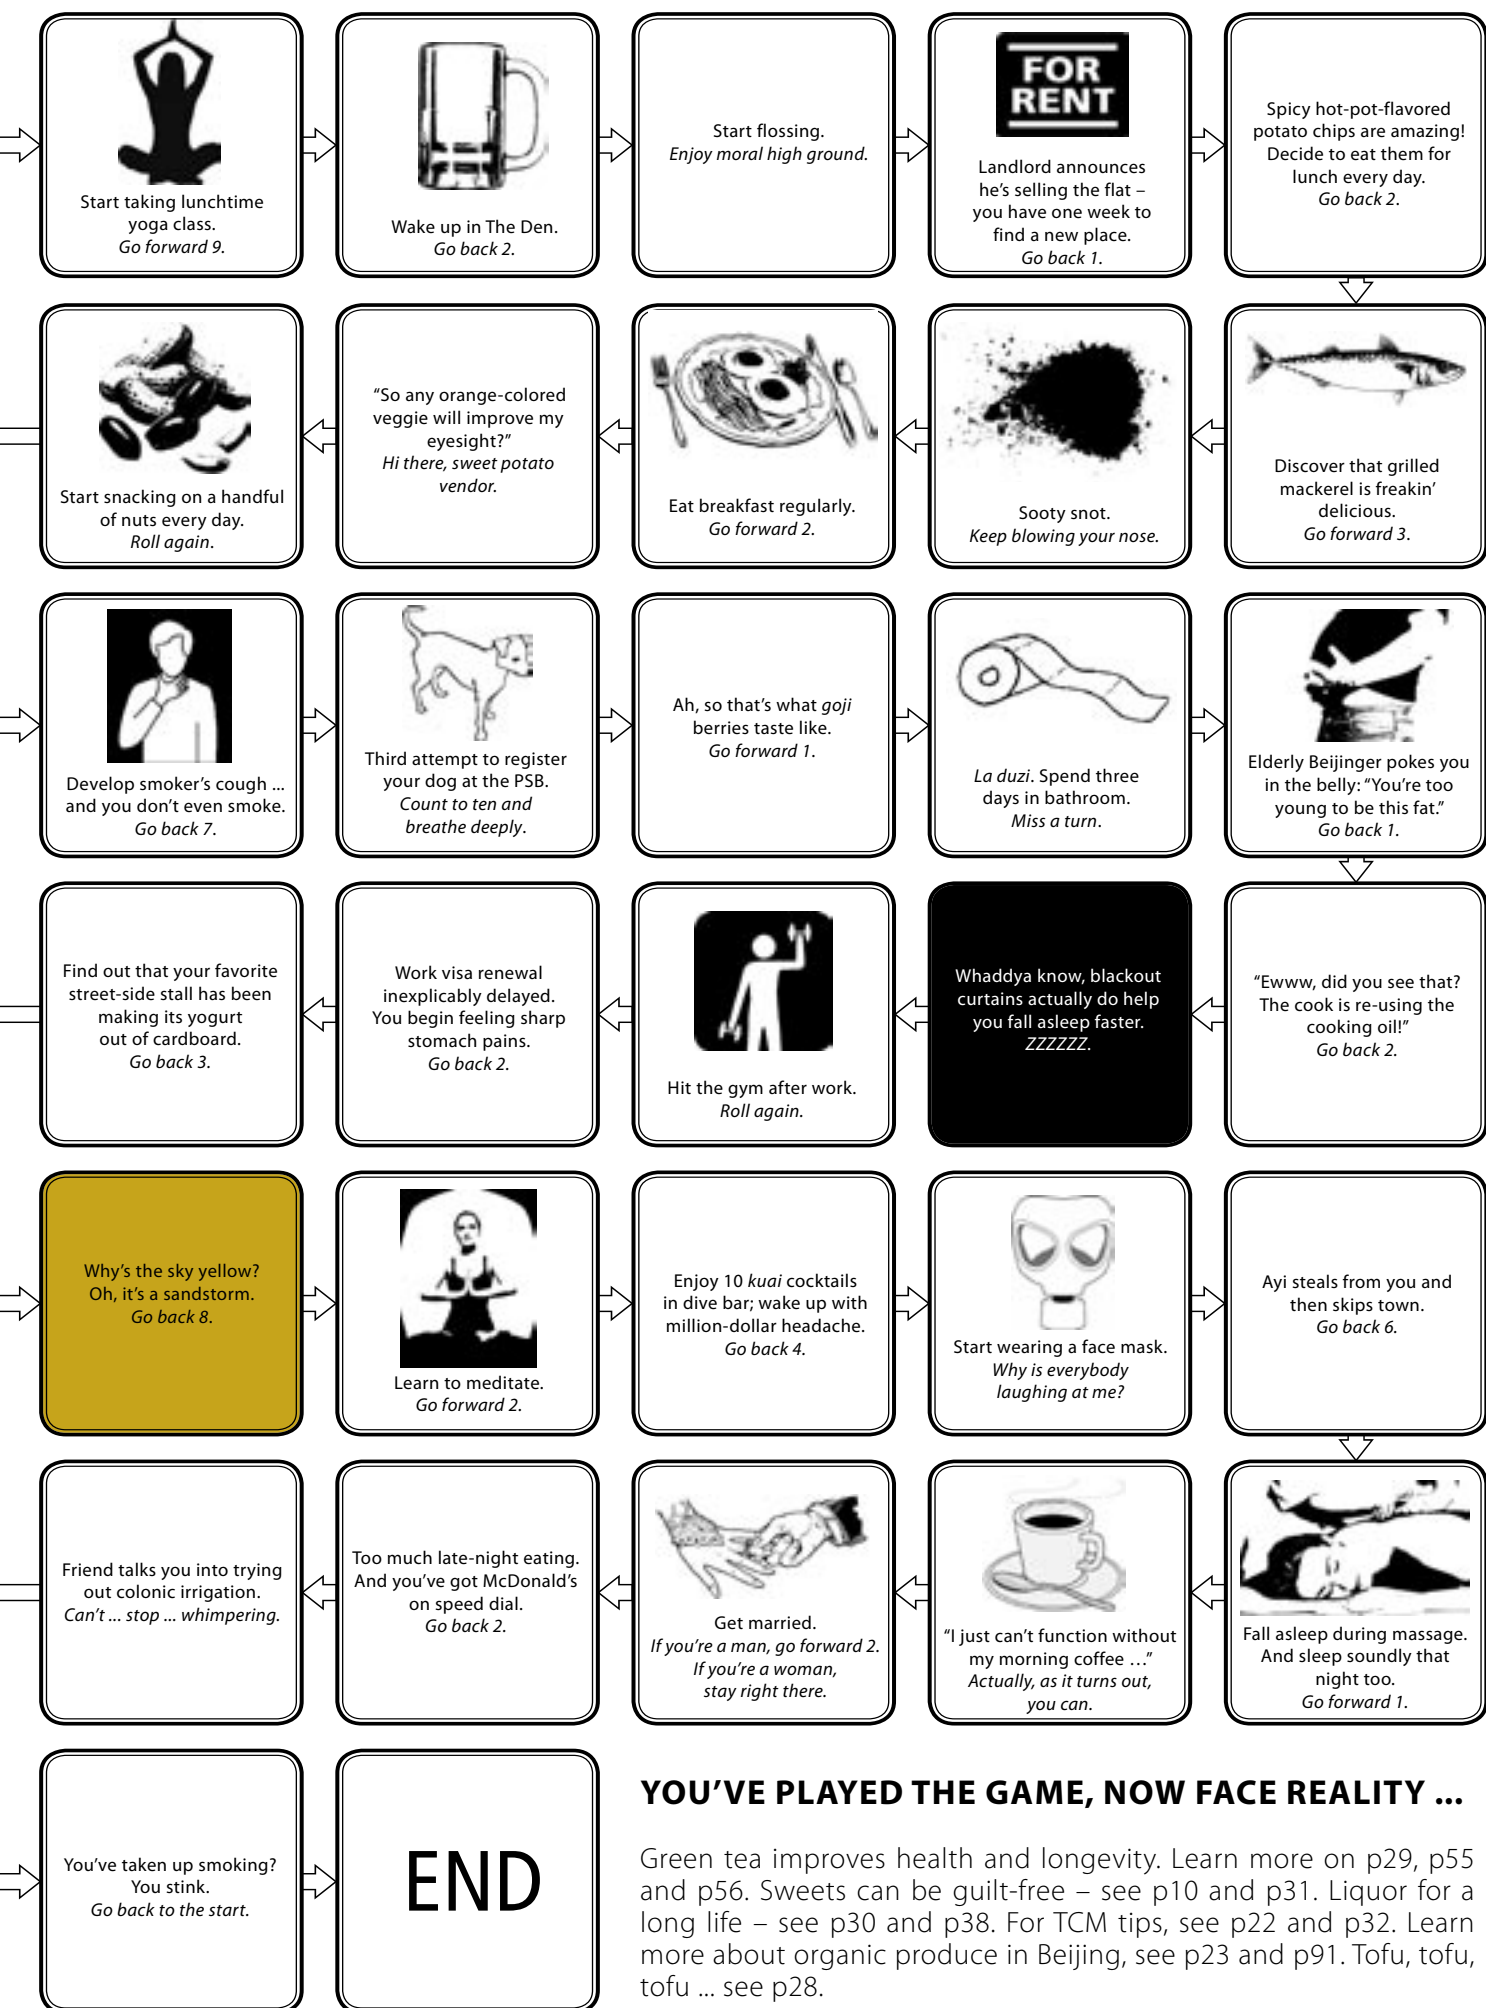 Start taking lunchtime
yoga class.
Go forward 9.
Wake up in The Den.
Go back 2.
Start flossing.
Enjoy moral high ground.
FOR
RENT
Landlord announces
he's selling the flat –
you have one week to
find a new place.
Go back 1.
Spicy hot-pot-flavored
potato chips are amazing!
Decide to eat them for
lunch every day.
Go back 2.
Discover that grilled
mackerel is freakin'
delicious.
Go forward 3.
Sooty snot.
Keep blowing your nose.
Eat breakfast regularly.
Go forward 2.
“So any orange-colored
veggie will improve my
eyesight?”
Hi there, sweet potato
vendor.
Start snacking on a handful
of nuts every day.
Roll again.
Develop smoker's cough ...
and you don't even smoke.
Go back 7.
Third attempt to register
your dog at the PSB.
Count to ten and
breathe deeply.
Ah, so that's what goji
berries taste like.
Go forward 1.
La duzi. Spend three
days in bathroom.
Miss a turn.
Elderly Beijinger pokes you
in the belly: “You're too
young to be this fat.”
Go back 1.
“Ewww, did you see that?
The cook is re-using the
cooking oil!”
Go back 2.
Whaddya know, blackout
curtains actually do help
you fall asleep faster.
ZZZZZZ.
Hit the gym after work.
Roll again.
Work visa renewal
inexplicably delayed.
You begin feeling sharp
stomach pains.
Go back 2.
Find out that your favorite
street-side stall has been
making its yogurt
out of cardboard.
Go back 3.
Why's the sky yellow?
Oh, it's a sandstorm.
Go back 8.
Learn to meditate.
Go forward 2.
Enjoy 10 kuai cocktails
in dive bar; wake up with
million-dollar headache.
Go back 4.
Start wearing a face mask.
Why is everybody
laughing at me?
Ayi steals from you and
then skips town.
Go back 6.
Fall asleep during massage.
And sleep soundly that
night too.
Go forward 1.
“I just can't function without
my morning coffee …”
Actually, as it turns out,
you can.
Get married.
If you're a man, go forward 2.
If you're a woman,
stay right there.
Too much late-night eating.
And you've got McDonald's
on speed dial.
Go back 2.
Friend talks you into trying
out colonic irrigation.
Can't ... stop ... whimpering.
You've taken up smoking?
You stink.
Go back to the start.
END
YOU'VE PLAYED THE GAME, NOW FACE REALITY ...
Green tea improves health and longevity. Learn more on p29, p55
and p56. Sweets can be guilt-free – see p10 and p31. Liquor for a
long life – see p30 and p38. For TCM tips, see p22 and p32. Learn
more about organic produce in Beijing, see p23 and p91. Tofu, tofu,
tofu ... see p28.